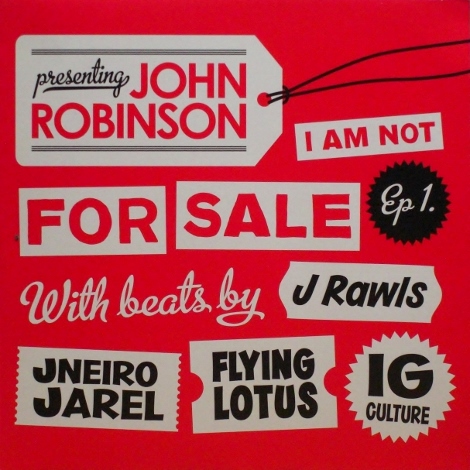 presenting JOHN
ROBINSON
I AM NOT
FOR SALE
Ep 1.
With beats by
J Rawls
JNEIRO
JAREL
FLYING
LOTUS
IG
CULTURE